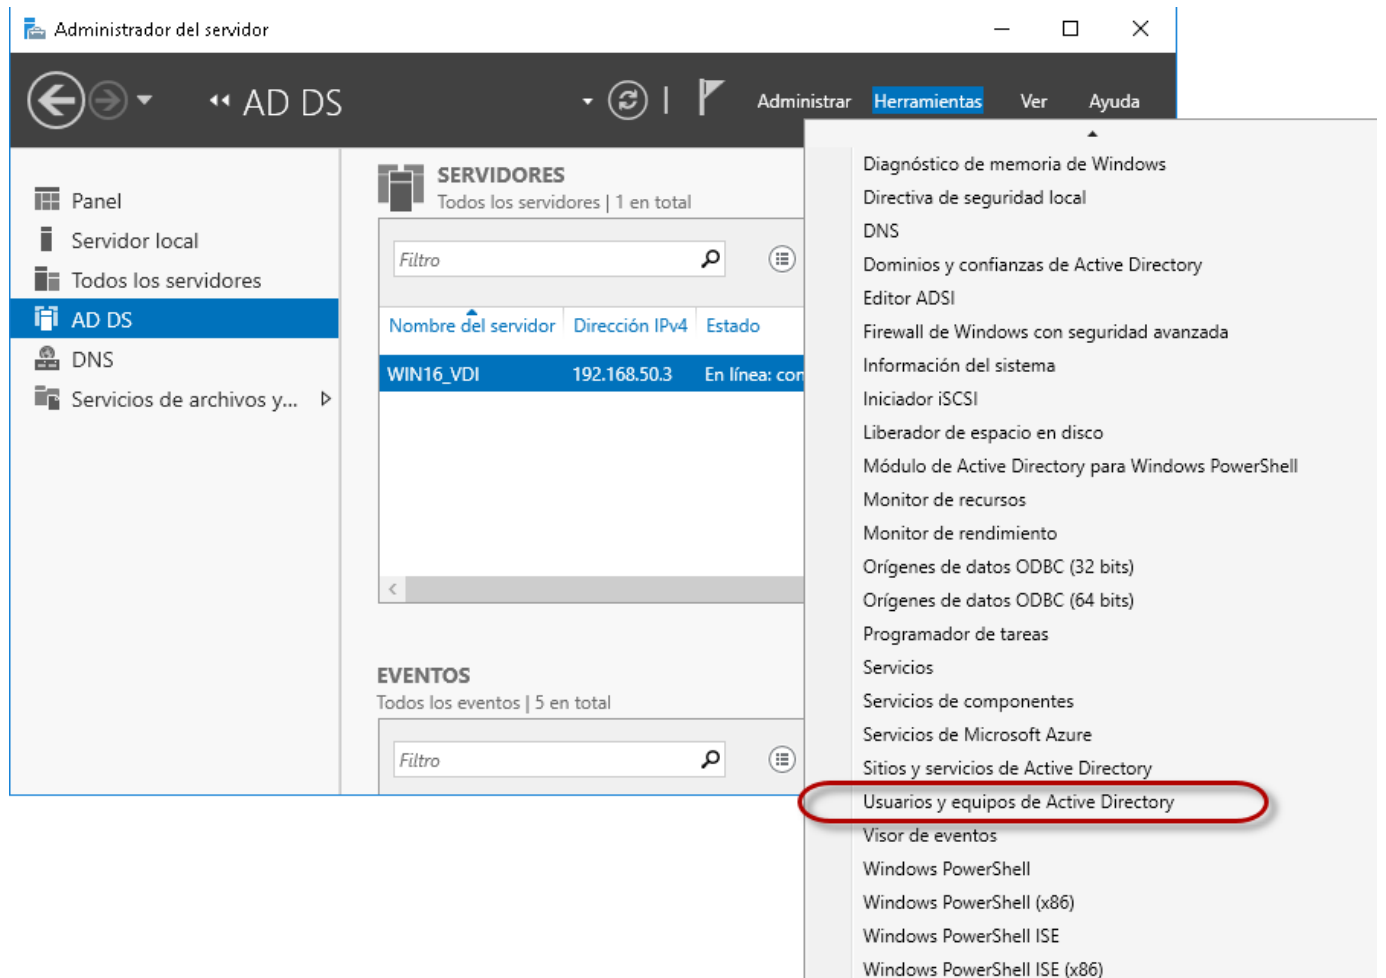 Administrador del servidor
AD DS
Administrar Herramientas Ver Ayuda
Panel
Servidor local
Todos los servidores
AD DS
DNS
Servicios de archivos y...
SERVIDORES
Todos los servidores | 1 en total
Filtro
Nombre del servidor Dirección IPv4 Estado
WIN16_VDI 192.168.50.3 En línea: con
EVENTOS
Todos los eventos | 5 en total
Filtro
Diagnóstico de memoria de Windows
Directiva de seguridad local
DNS
Dominios y confianzas de Active Directory
Editor ADSI
Firewall de Windows con seguridad avanzada
Información del sistema
Iniciador iSCSI
Liberador de espacio en disco
Módulo de Active Directory para Windows PowerShell
Monitor de recursos
Monitor de rendimiento
Orígenes de datos ODBC (32 bits)
Orígenes de datos ODBC (64 bits)
Programador de tareas
Servicios
Servicios de componentes
Servicios de Microsoft Azure
Sitios y servicios de Active Directory
Usuarios y equipos de Active Directory
Visor de eventos
Windows PowerShell
Windows PowerShell (x86)
Windows PowerShell ISE
Windows PowerShell ISE (x86)